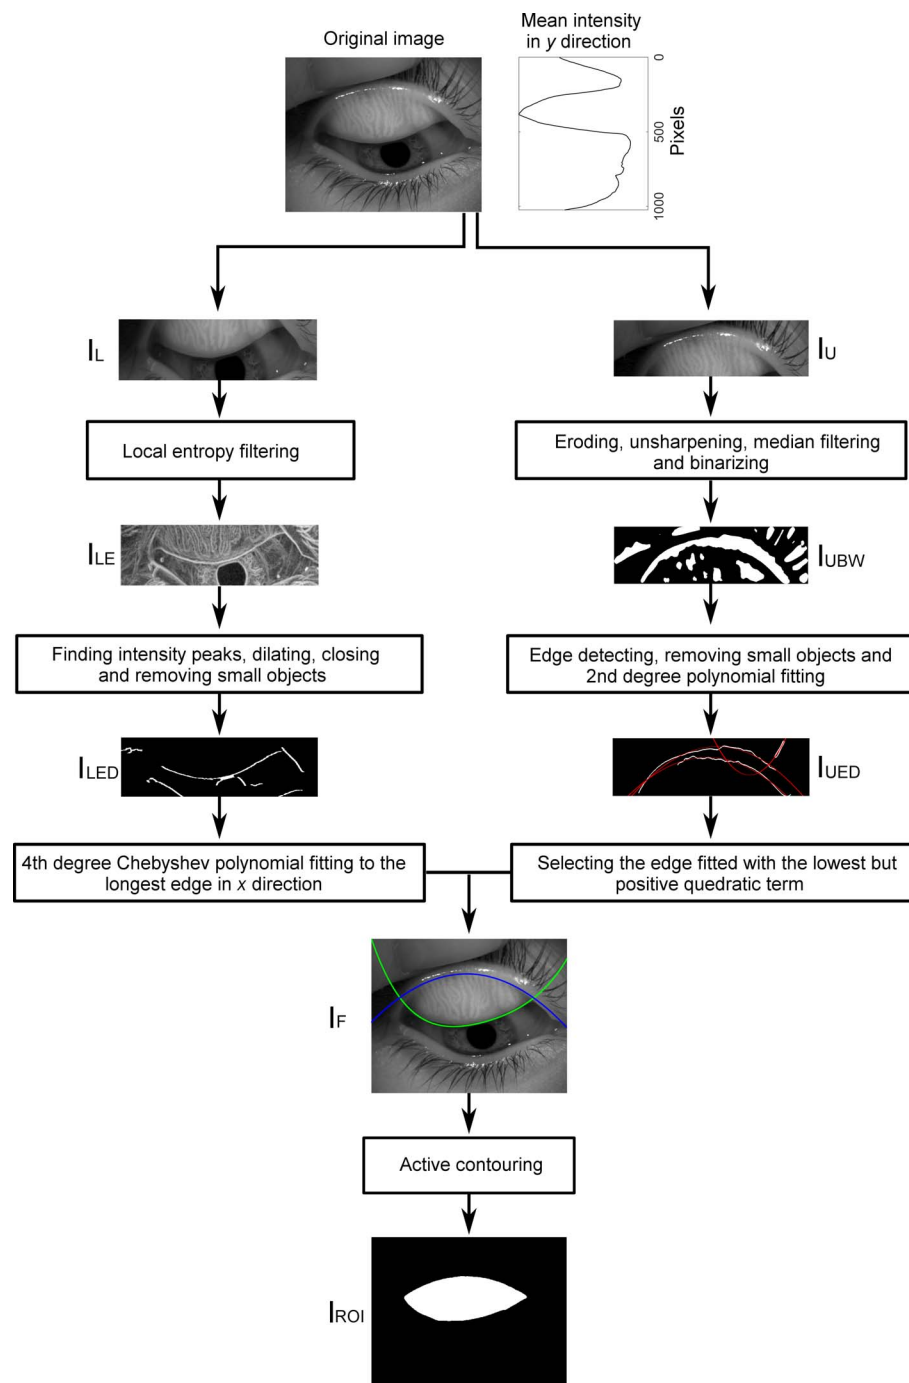 Original image
Mean intensity
in y direction
0
500
1000
Pixels
IL
IU
Local entropy filtering
Eroding, unsharpening, median filtering
and binarizing
ILE
IUBW
Finding intensity peaks, dilating, closing
and removing small objects
Edge detecting, removing small objects and
2nd degree polynomial fitting
ILED
IUED
4th degree Chebyshev polynomial fitting to the
longest edge in x direction
Selecting the edge fitted with the lowest but
positive quedratic term
IF
Active contouring
IROI